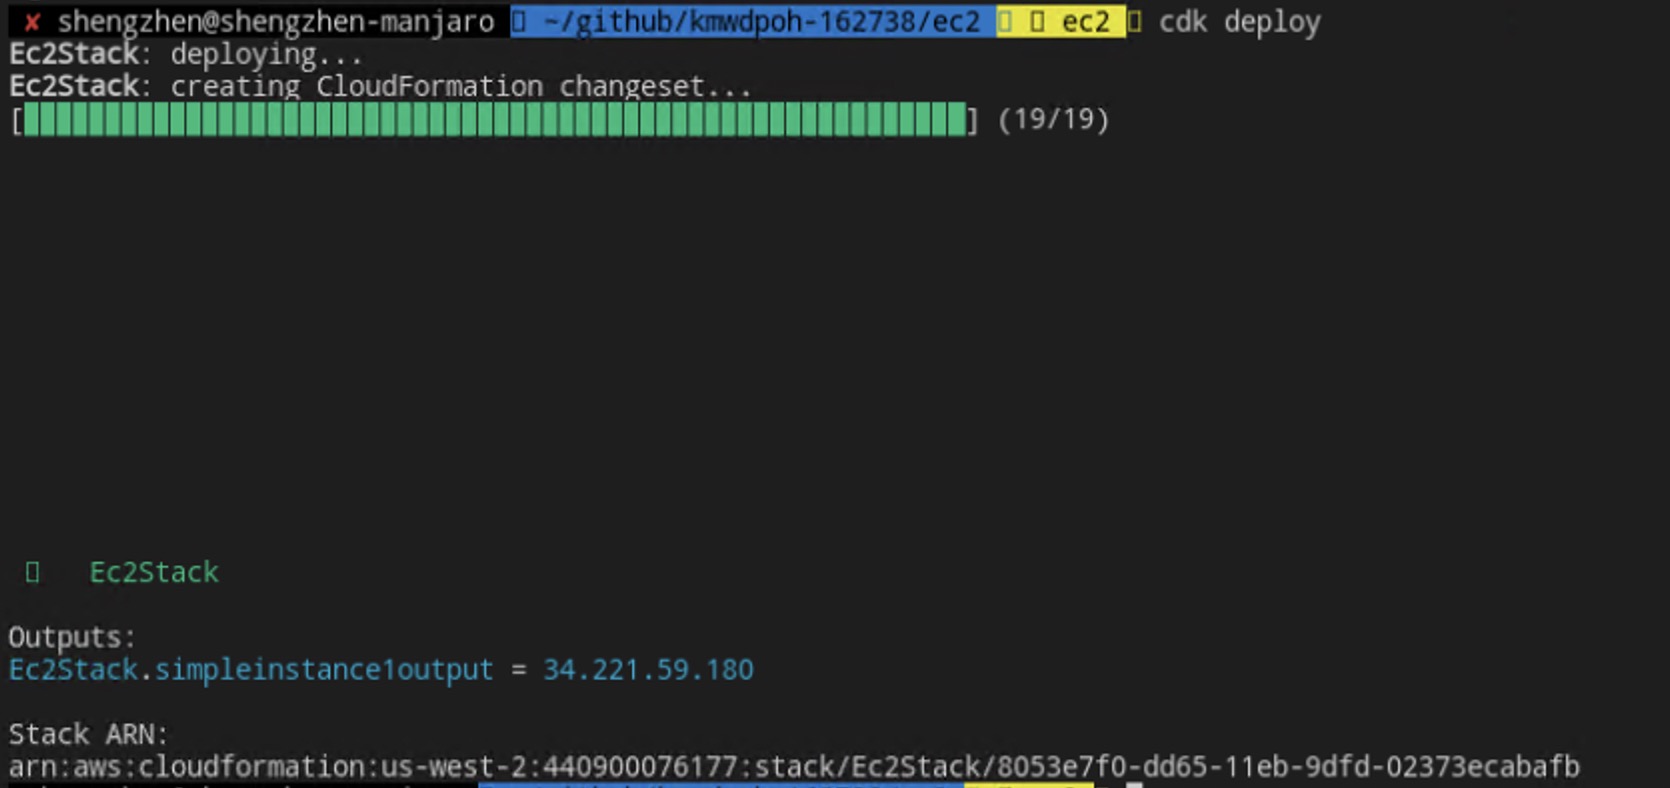 ✘ shengzhen@shengzhen-manjaro ~/github/kmwdpoh-162738/ec2 ec2 cdk deploy
Ec2Stack: deploying...
Ec2Stack: creating CloudFormation changeset...
[██████████████████████████████████████████████████████████] (19/19)
Ec2Stack
Outputs:
Ec2Stack.simpleinstance1output = 34.221.59.180
Stack ARN:
arn:aws:cloudformation:us-west-2:440900076177:stack/Ec2Stack/8053e7f0-dd65-11eb-9dfd-02373ecabafb